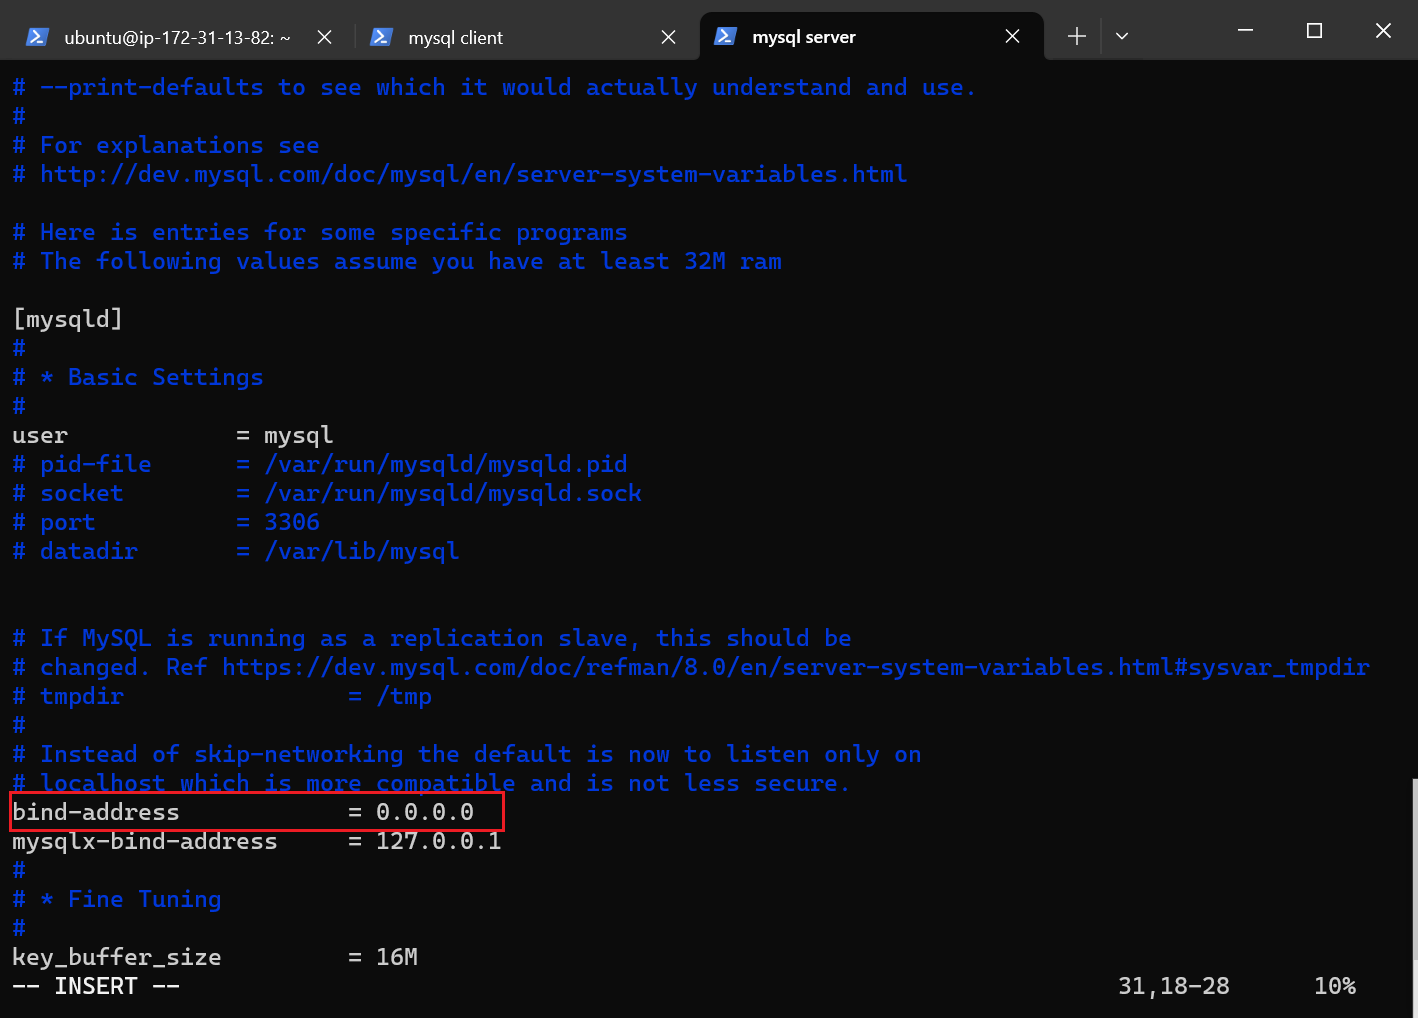 ubuntu@ip-172-31-13-82: ~
mysql client
mysql server
# --print-defaults to see which it would actually understand and use.
#
# For explanations see
# http://dev.mysql.com/doc/mysql/en/server-system-variables.html
# Here is entries for some specific programs
# The following values assume you have at least 32M ram
[mysqld]
#
# * Basic Settings
#
user            = mysql
# pid-file      = /var/run/mysqld/mysqld.pid
# socket        = /var/run/mysqld/mysqld.sock
# port          = 3306
# datadir       = /var/lib/mysql
# If MySQL is running as a replication slave, this should be
# changed. Ref https://dev.mysql.com/doc/refman/8.0/en/server-system-variables.html#sysvar_tmpdir
# tmpdir                = /tmp
#
# Instead of skip-networking the default is now to listen only on
# localhost which is more compatible and is not less secure.
bind-address            = 0.0.0.0
mysqlx-bind-address     = 127.0.0.1
#
# * Fine Tuning
#
key_buffer_size         = 16M
-- INSERT --                                                                   31,18-28      10%